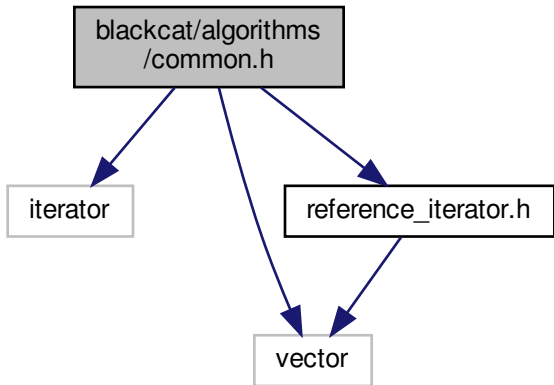 blackcat/algorithms
/common.h
iterator
reference_iterator.h
vector